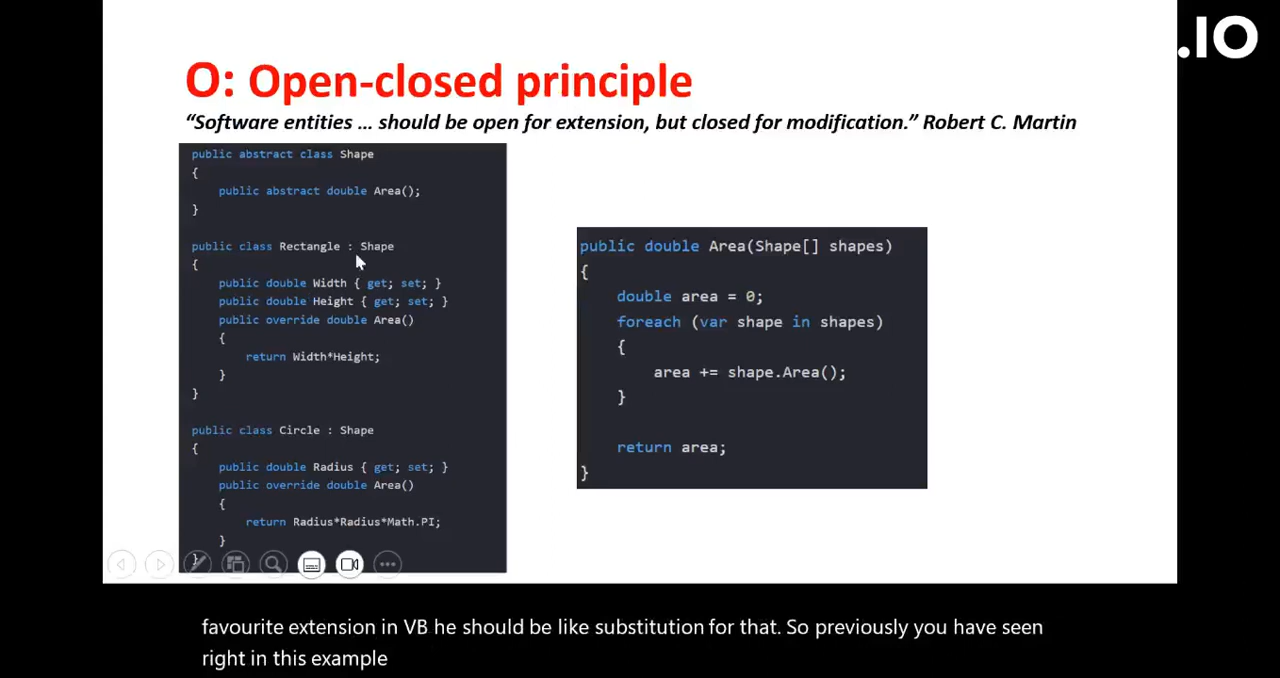 .IO
O: Open-closed principle
“Software entities … should be open for extension, but closed for modification.” Robert C. Martin
public abstract class Shape
{
public abstract double Area();
}
public class Rectangle : Shape
{
public double Width { get; set; }
public double Height { get; set; }
public override double Area()
{
return Width*Height;
}
}
public class Circle : Shape
{
public double Radius { get; set; }
public override double Area()
{
return Radius*Radius*Math.PI;
}
}
public double Area(Shape[] shapes)
{
double area = 0;
foreach (var shape in shapes)
{
area += shape.Area();
}
return area;
}
favourite extension in VB he should be like substitution for that. So previously you have seen
right in this example